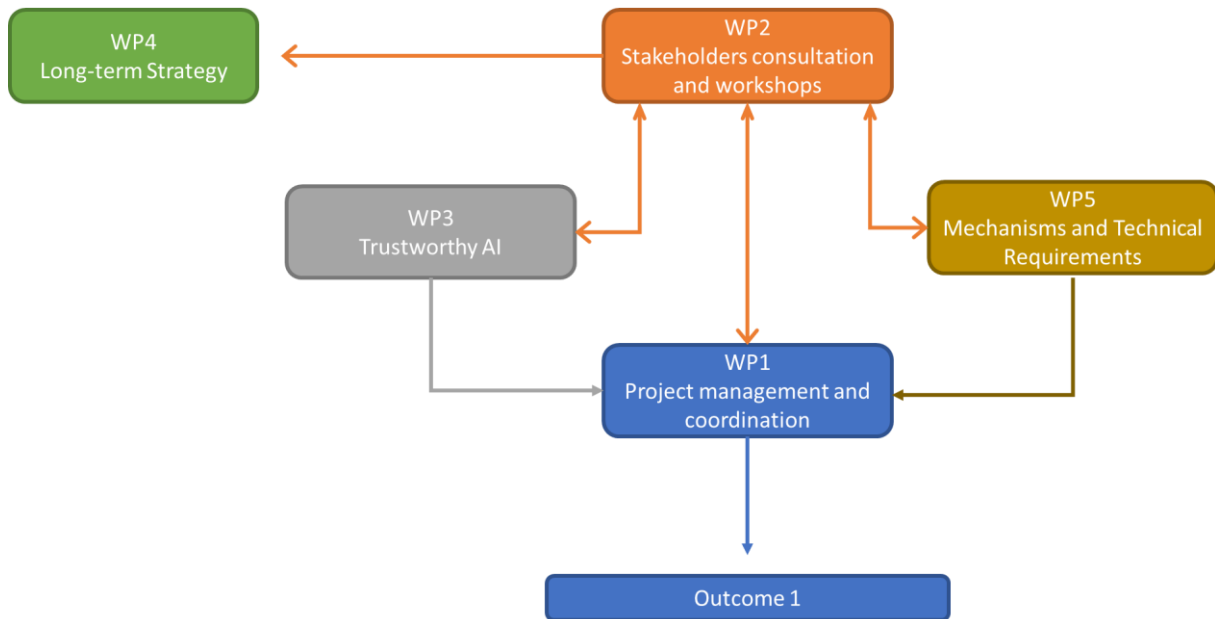 WP4
Long-term Strategy
WP2
Stakeholders consultation
and workshops
WP3
Trustworthy AI
WP5
Mechanisms and Technical
Requirements
WP1
Project management and
coordination
Outcome 1